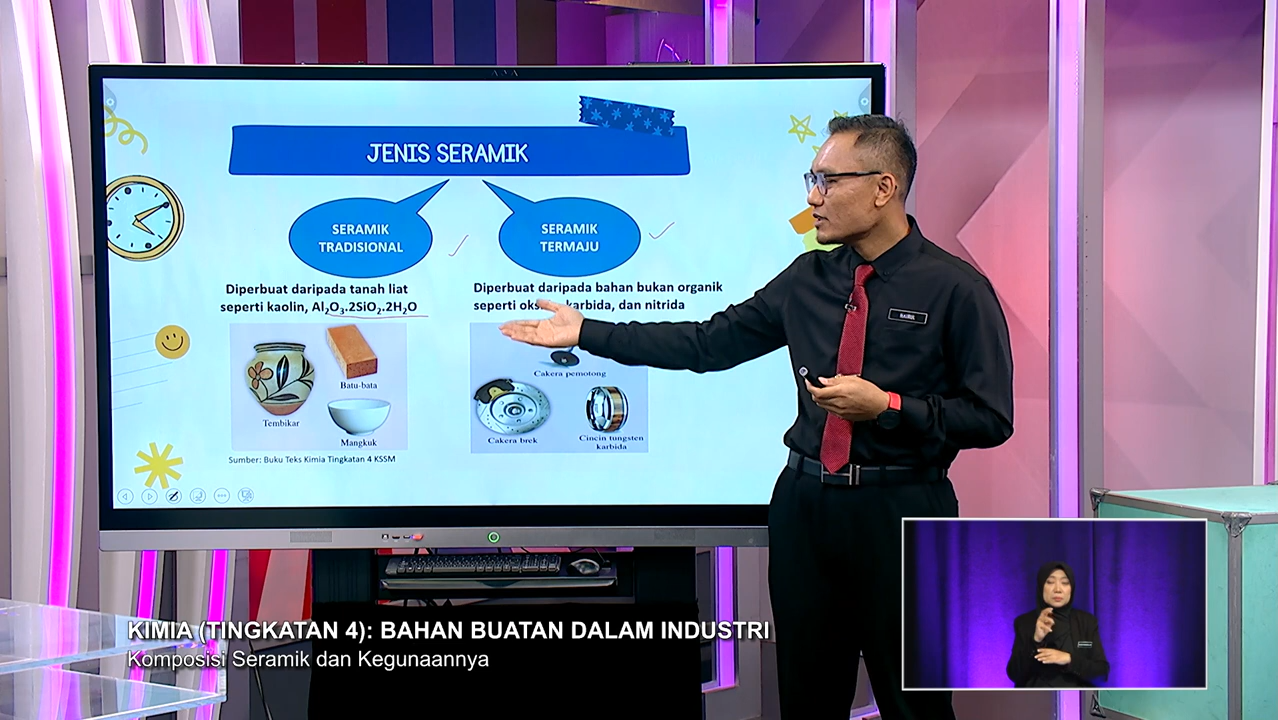 JENIS SERAMIK
SERAMIK
TRADISIONAL
SERAMIK
TERMAJU
Diperbuat daripada tanah liat
seperti kaolin, Al₂O₃.2SiO₂.2H₂O
Diperbuat daripada bahan bukan organik
seperti karbida, dan nitrida
Batu-bata
Tembikar
Mangkuk
Cakera pemotong
Cakera brek
Cincin tungsten
karbida
Sumber: Buku Teks Kimia Tingkatan 4 KSSM
KIMIA (TINGKATAN 4): BAHAN BUATAN DALAM INDUSTRI
Komposisi Seramik dan Kegunaannya